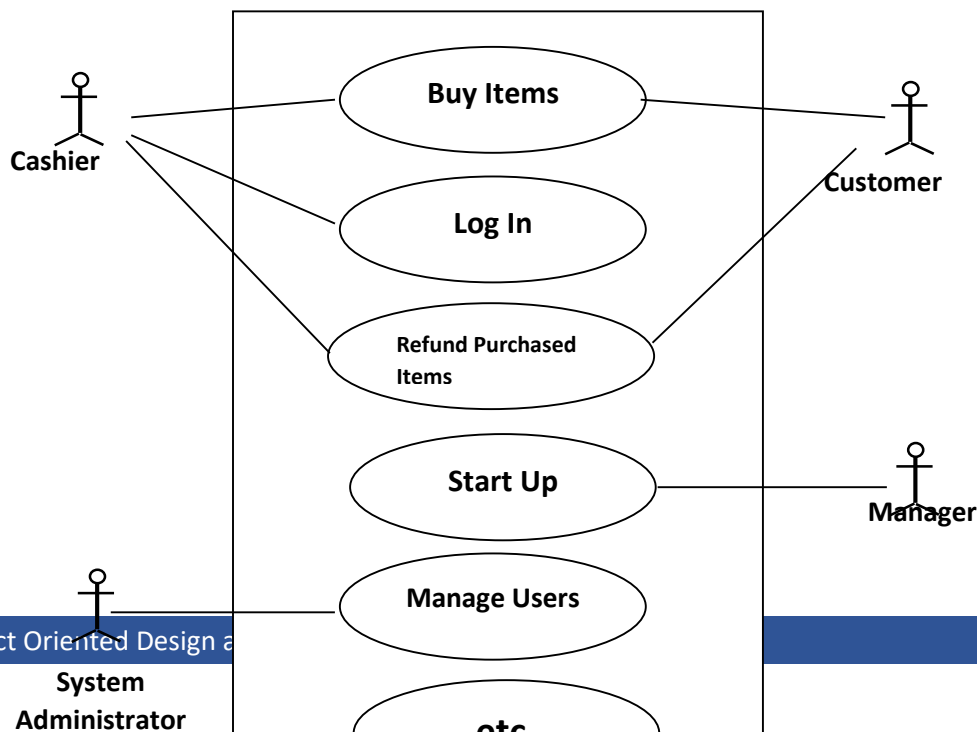 Buy Items
Cashier
Customer
Log In
Refund Purchased
Items
Start Up
Manager
Manage Users
ct Oriented Design a
System
Administrator
etc